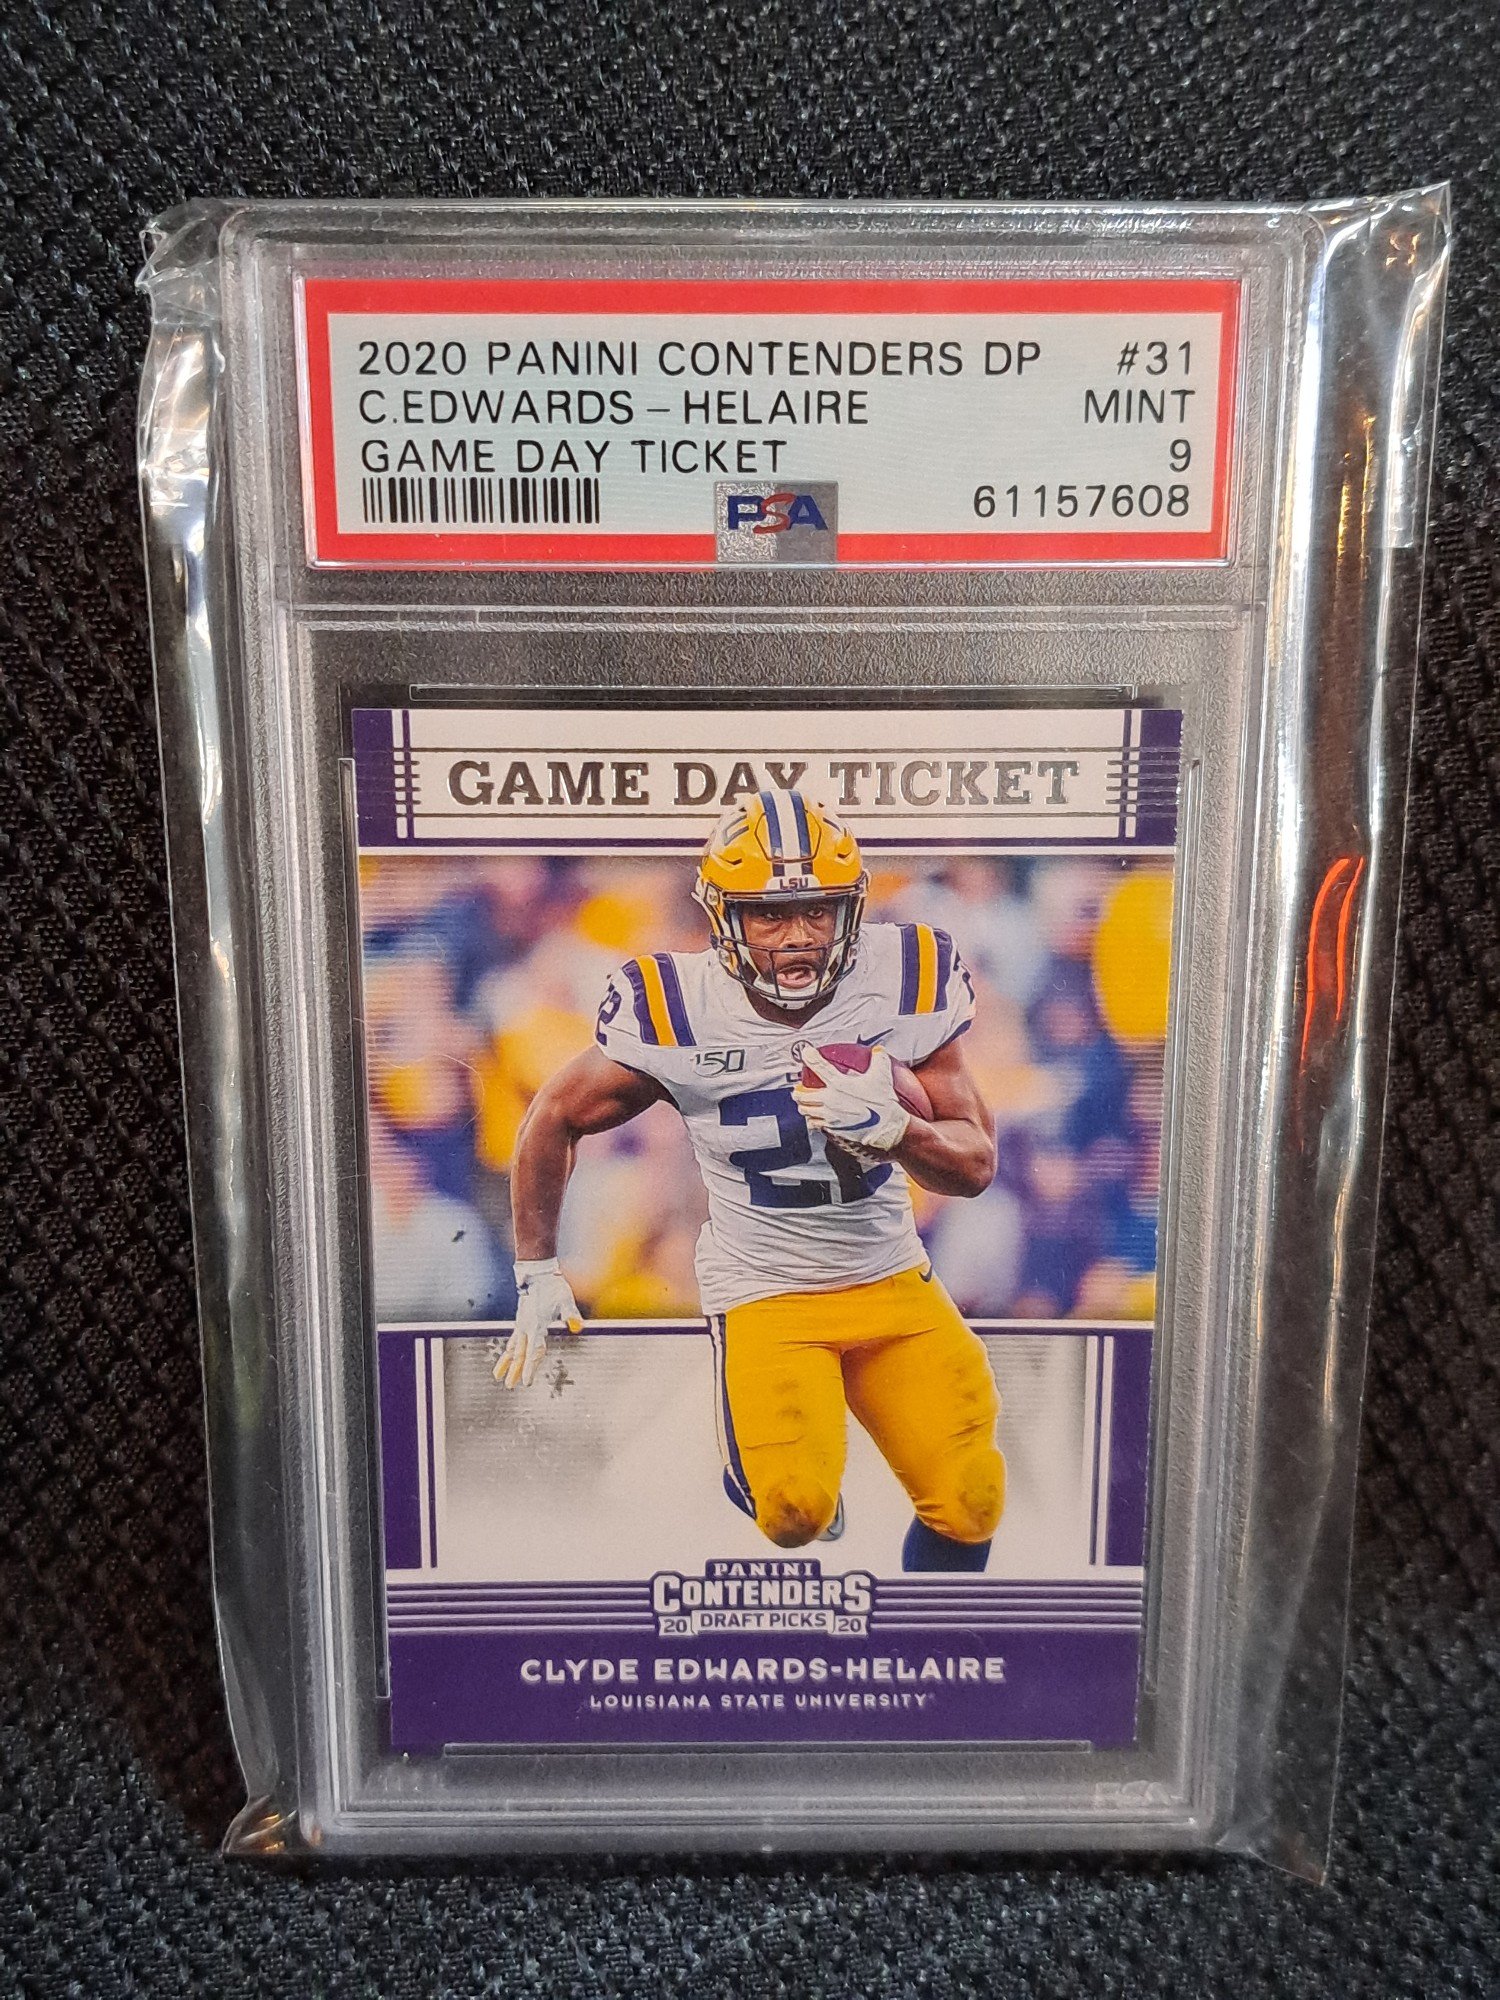 2020 PANINI CONTENDERS DP #31
C.EDWARDS-HELAIRE MINT
GAME DAY TICKET 9
PSA 61157608
GAME DAY TICKET
LSU
150
22
PANINI
CONTENDERS
20 DRAFT PICKS 20
CLYDE EDWARDS-HELAIRE
LOUISIANA STATE UNIVERSITY